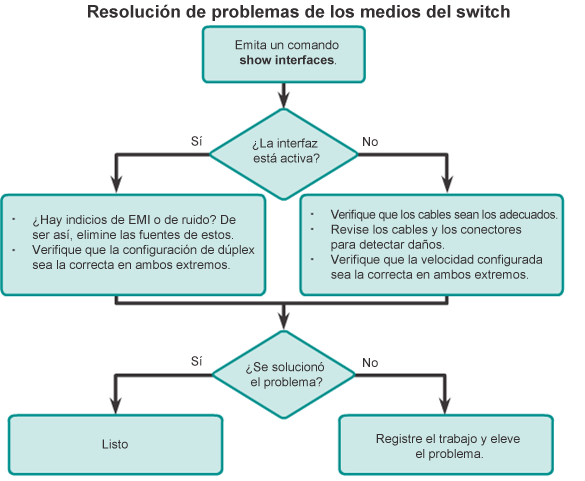 Resolución de problemas de los medios del switch
Emita un comando
show interfaces.
¿La interfaz
está activa?
Sí
No
• ¿Hay indicios de EMI o de ruido? De
ser así, elimine las fuentes de estos.
• Verifique que la configuración de dúplex
sea la correcta en ambos extremos.
• Verifique que los cables sean los adecuados.
• Revise los cables y los conectores
para detectar daños.
• Verifique que la velocidad configurada
sea la correcta en ambos extremos.
¿Se solucionó
el problema?
Sí
No
Listo
Registre el trabajo y eleve
el problema.